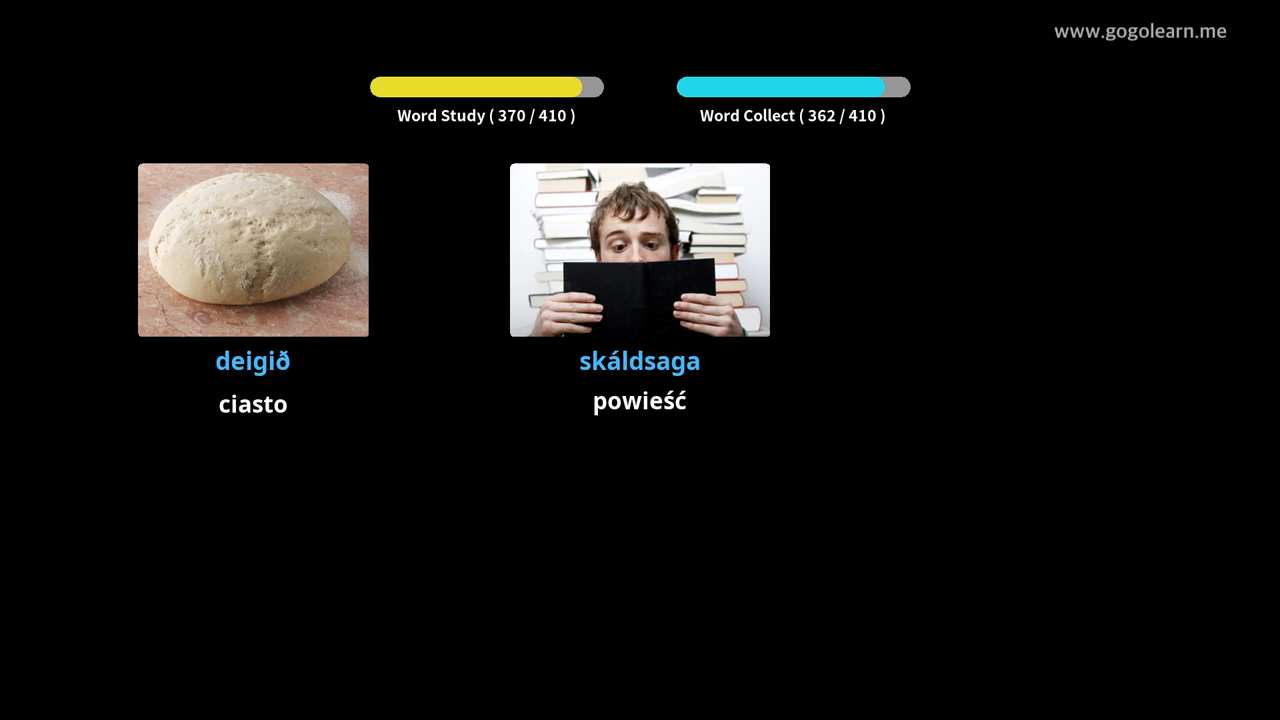 www.gogolearn.me
Word Study ( 370 / 410 )
Word Collect ( 362 / 410 )
deigið
skáldsaga
ciasto
powieść